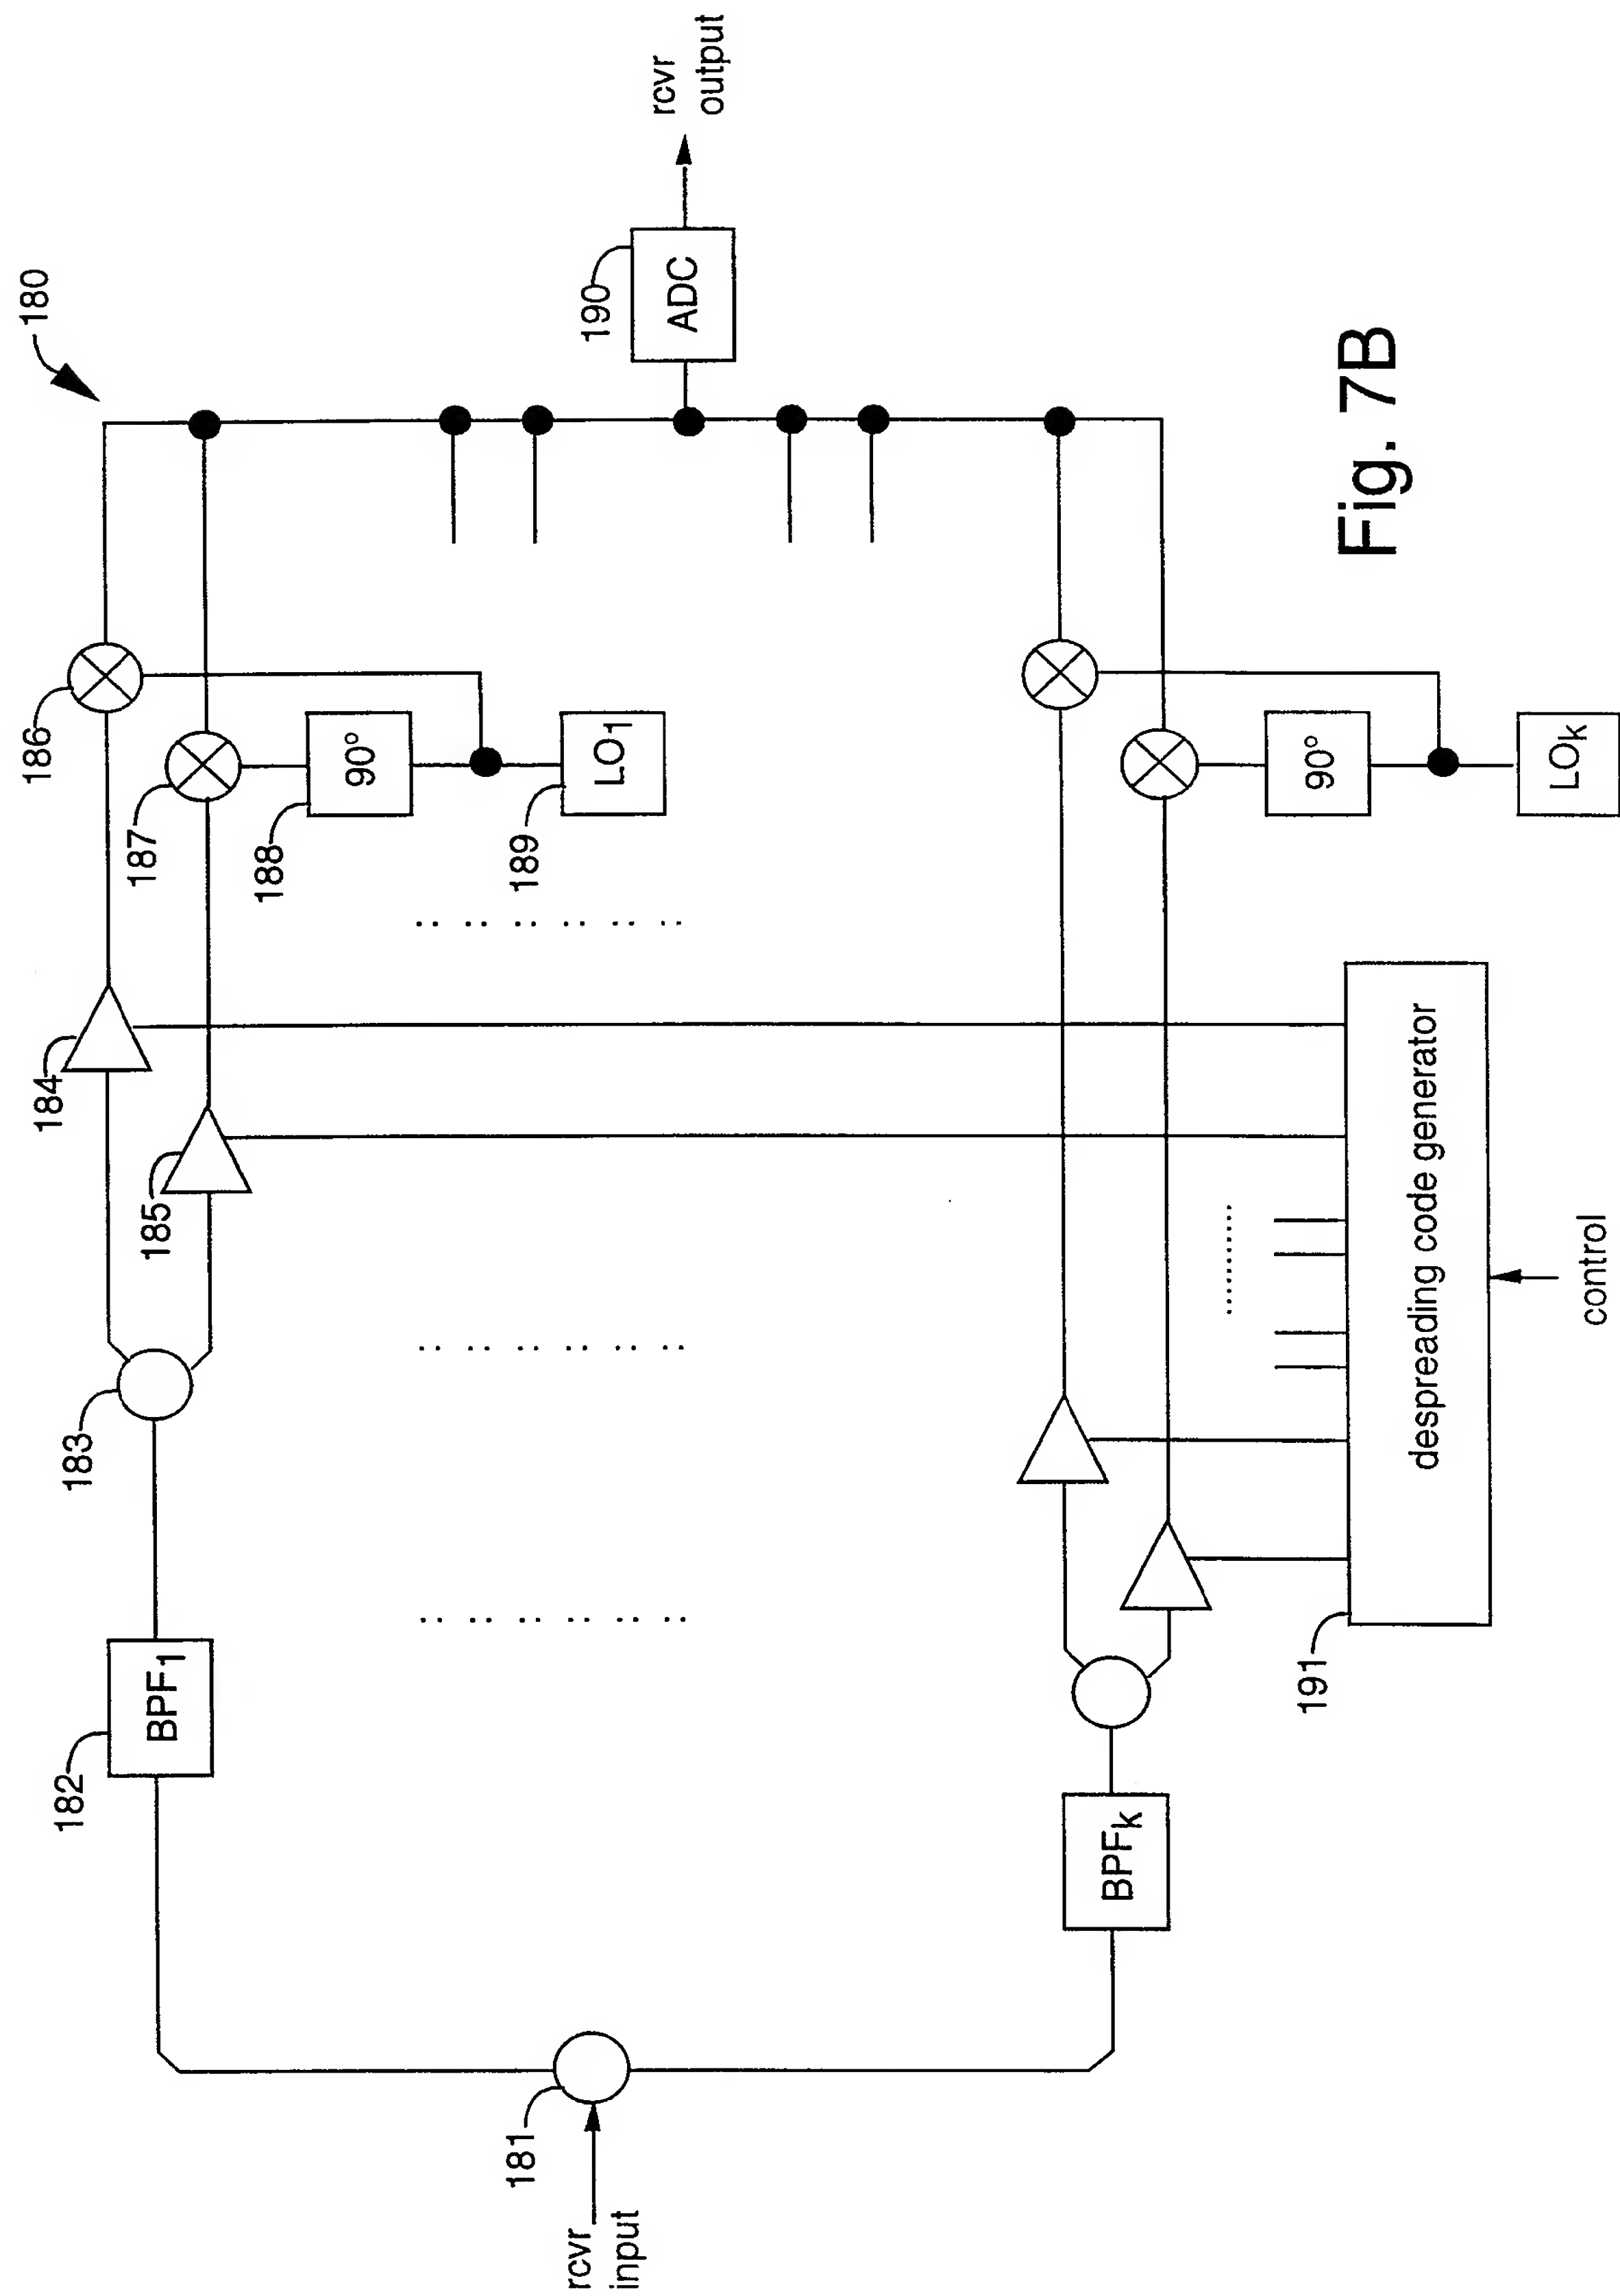 180
186
187
90°
188
LO1
189
184
185
183
BPF1
182
190
ADC
rcvr
output
181
rcvr
input
90°
LOk
BPFk
191
despreading code generator
control
Fig. 7B